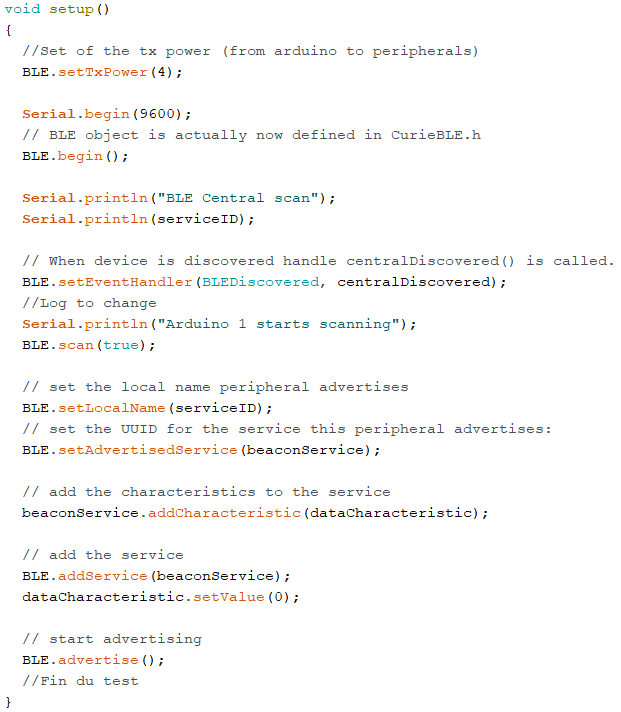 void setup()
{
  //Set of the tx power (from arduino to peripherals)
  BLE.setTxPower(4);

  Serial.begin(9600);
  // BLE object is actually now defined in CurieBLE.h
  BLE.begin();

  Serial.println("BLE Central scan");
  Serial.println(serviceID);

  // When device is discovered handle centralDiscovered() is called.
  BLE.setEventHandler(BLEDiscovered, centralDiscovered);
  //Log to change
  Serial.println("Arduino 1 starts scanning");
  BLE.scan(true);

  // set the local name peripheral advertises
  BLE.setLocalName(serviceID);
  // set the UUID for the service this peripheral advertises:
  BLE.setAdvertisedService(beaconService);

  // add the characteristics to the service
  beaconService.addCharacteristic(dataCharacteristic);

  // add the service
  BLE.addService(beaconService);
  dataCharacteristic.setValue(0);

  // start advertising
  BLE.advertise();
  //Fin du test
}